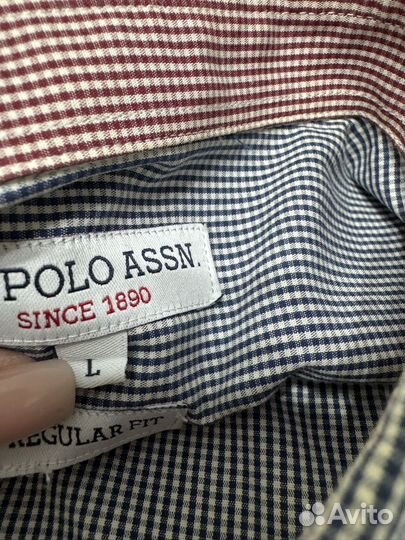 POLO ASSN.
SINCE 1890
L
REGULAR FIT
Avito